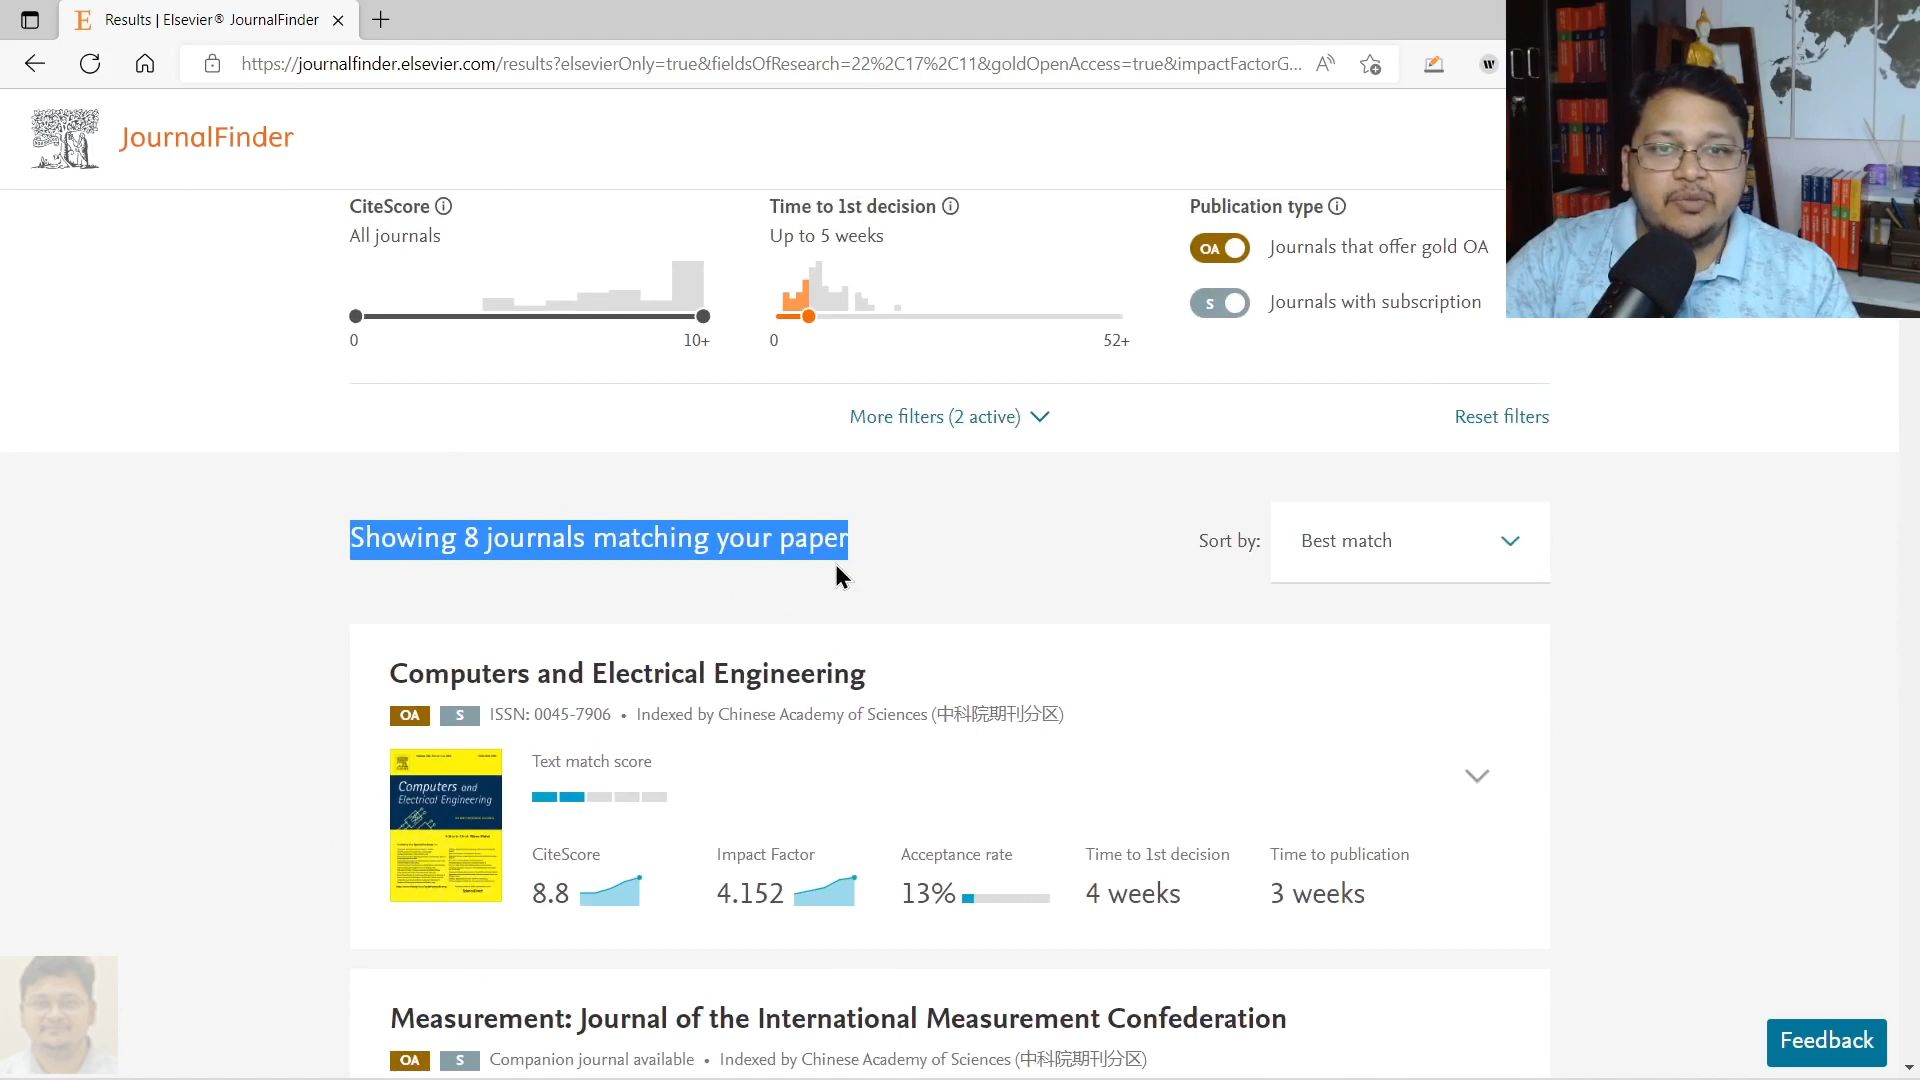 Results | Elsevier® JournalFinder
https://journalfinder.elsevier.com/results?elsevierOnly=true&fieldsOfResearch=22%2C17%2C11&goldOpenAccess=true&impactFactorG...
W
JournalFinder
CiteScore
All journals
0 10+
Time to 1st decision
Up to 5 weeks
0 52+
Publication type
OA Journals that offer gold OA
S Journals with subscription
More filters (2 active)
Reset filters
Showing 8 journals matching your paper
Sort by: Best match
Computers and Electrical Engineering
OA S ISSN: 0045-7906 • Indexed by Chinese Academy of Sciences (中科院期刊分区)
Computers and
Electrical Engineering
Text match score
CiteScore Impact Factor Acceptance rate Time to 1st decision Time to publication
8.8 4.152 13% 4 weeks 3 weeks
Measurement: Journal of the International Measurement Confederation
OA S Companion journal available • Indexed by Chinese Academy of Sciences (中科院期刊分区)
Feedback